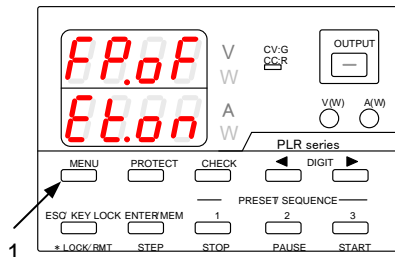 FP.oF V CV:G OUTPUT
W CC:R
Et.on A V(W) A(W)
W PLR series
MENU PROTECT CHECK ◄ DIGIT ►
PRESET/ SEQUENCE
ESC/ KEY LOCK ENTER/MEM 1 2 3
1 * LOCK/RMT STEP STOP PAUSE START